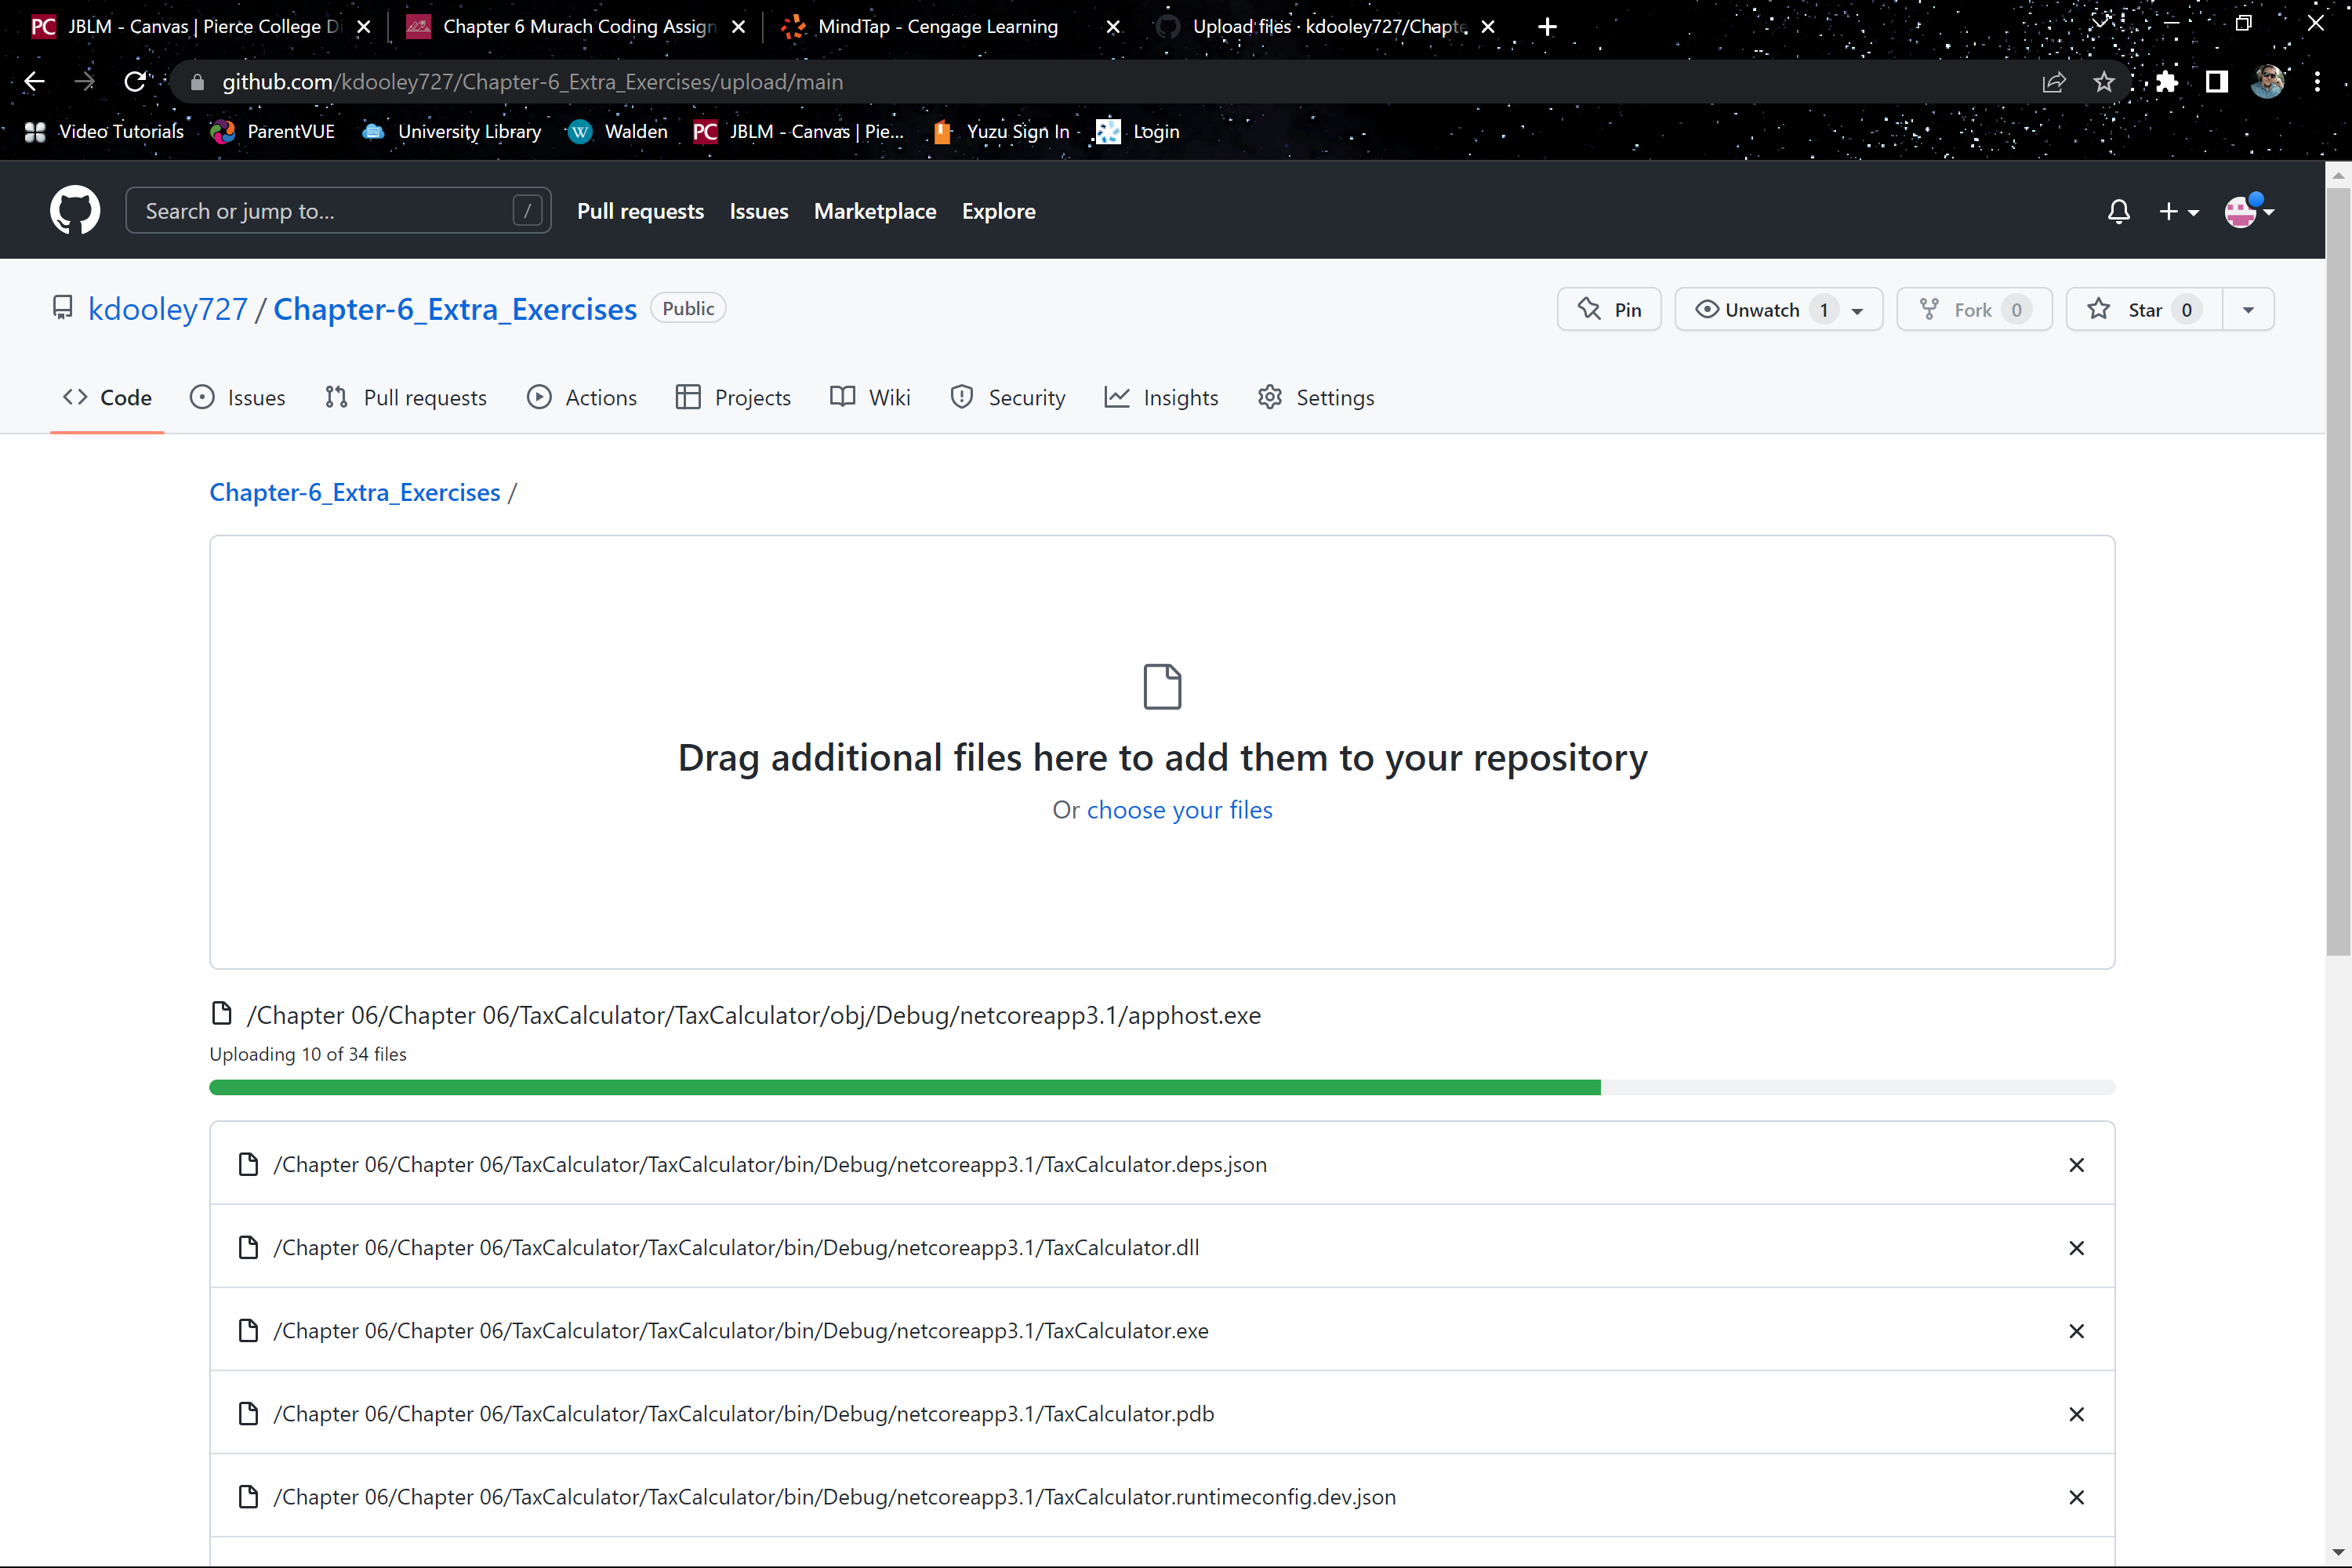 PC JBLM - Canvas | Pierce College Di
Chapter 6 Murach Coding Assign
MindTap - Cengage Learning
Upload files · kdooley727/Chapte
github.com/kdooley727/Chapter-6_Extra_Exercises/upload/main
Video Tutorials
ParentVUE
University Library
W Walden
PC JBLM - Canvas | Pie...
Yuzu Sign In
Login
Search or jump to... /
Pull requests
Issues
Marketplace
Explore
kdooley727 / Chapter-6_Extra_Exercises Public
Pin
Unwatch 1
Fork 0
Star 0
Code
Issues
Pull requests
Actions
Projects
Wiki
Security
Insights
Settings
Chapter-6_Extra_Exercises /
Drag additional files here to add them to your repository
Or choose your files
/Chapter 06/Chapter 06/TaxCalculator/TaxCalculator/obj/Debug/netcoreapp3.1/apphost.exe
Uploading 10 of 34 files
/Chapter 06/Chapter 06/TaxCalculator/TaxCalculator/bin/Debug/netcoreapp3.1/TaxCalculator.deps.json
/Chapter 06/Chapter 06/TaxCalculator/TaxCalculator/bin/Debug/netcoreapp3.1/TaxCalculator.dll
/Chapter 06/Chapter 06/TaxCalculator/TaxCalculator/bin/Debug/netcoreapp3.1/TaxCalculator.exe
/Chapter 06/Chapter 06/TaxCalculator/TaxCalculator/bin/Debug/netcoreapp3.1/TaxCalculator.pdb
/Chapter 06/Chapter 06/TaxCalculator/TaxCalculator/bin/Debug/netcoreapp3.1/TaxCalculator.runtimeconfig.dev.json